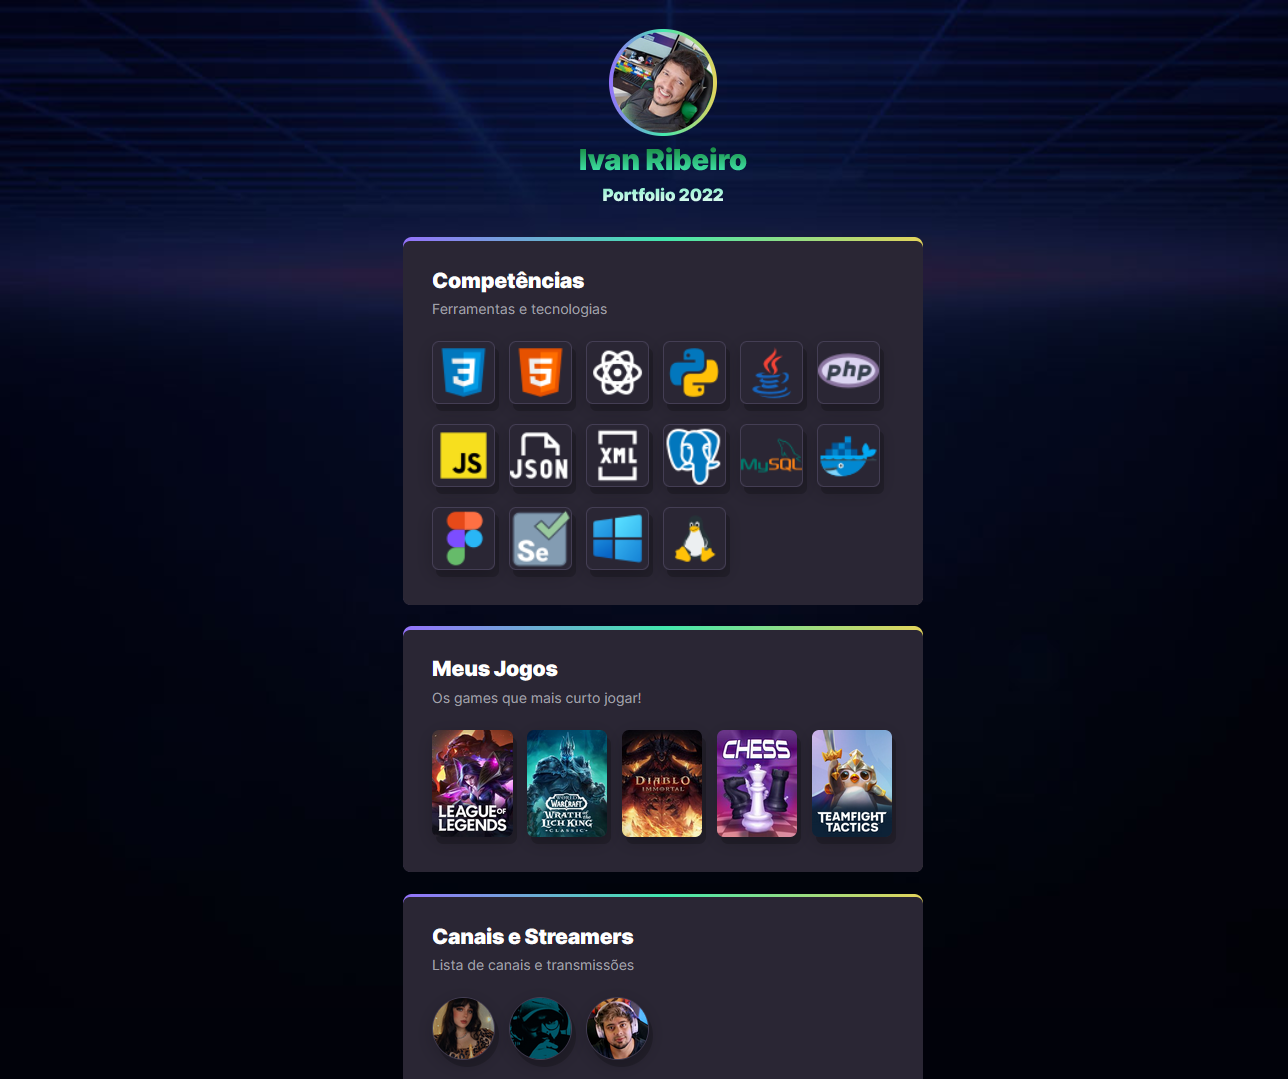 Ivan Ribeiro
Portfolio 2022
Competências
Ferramentas e tecnologias
3
5
php
JS
JSON
XML
MySQL
Se
Meus Jogos
Os games que mais curto jogar!
LEAGUE OF
LEGENDS
WORLD
WARCRAFT
WRATH OF THE
LICH KING
CLASSIC
DIABLO
IMMORTAL
CHESS
TEAMFIGHT
TACTICS
Canais e Streamers
Lista de canais e transmissões